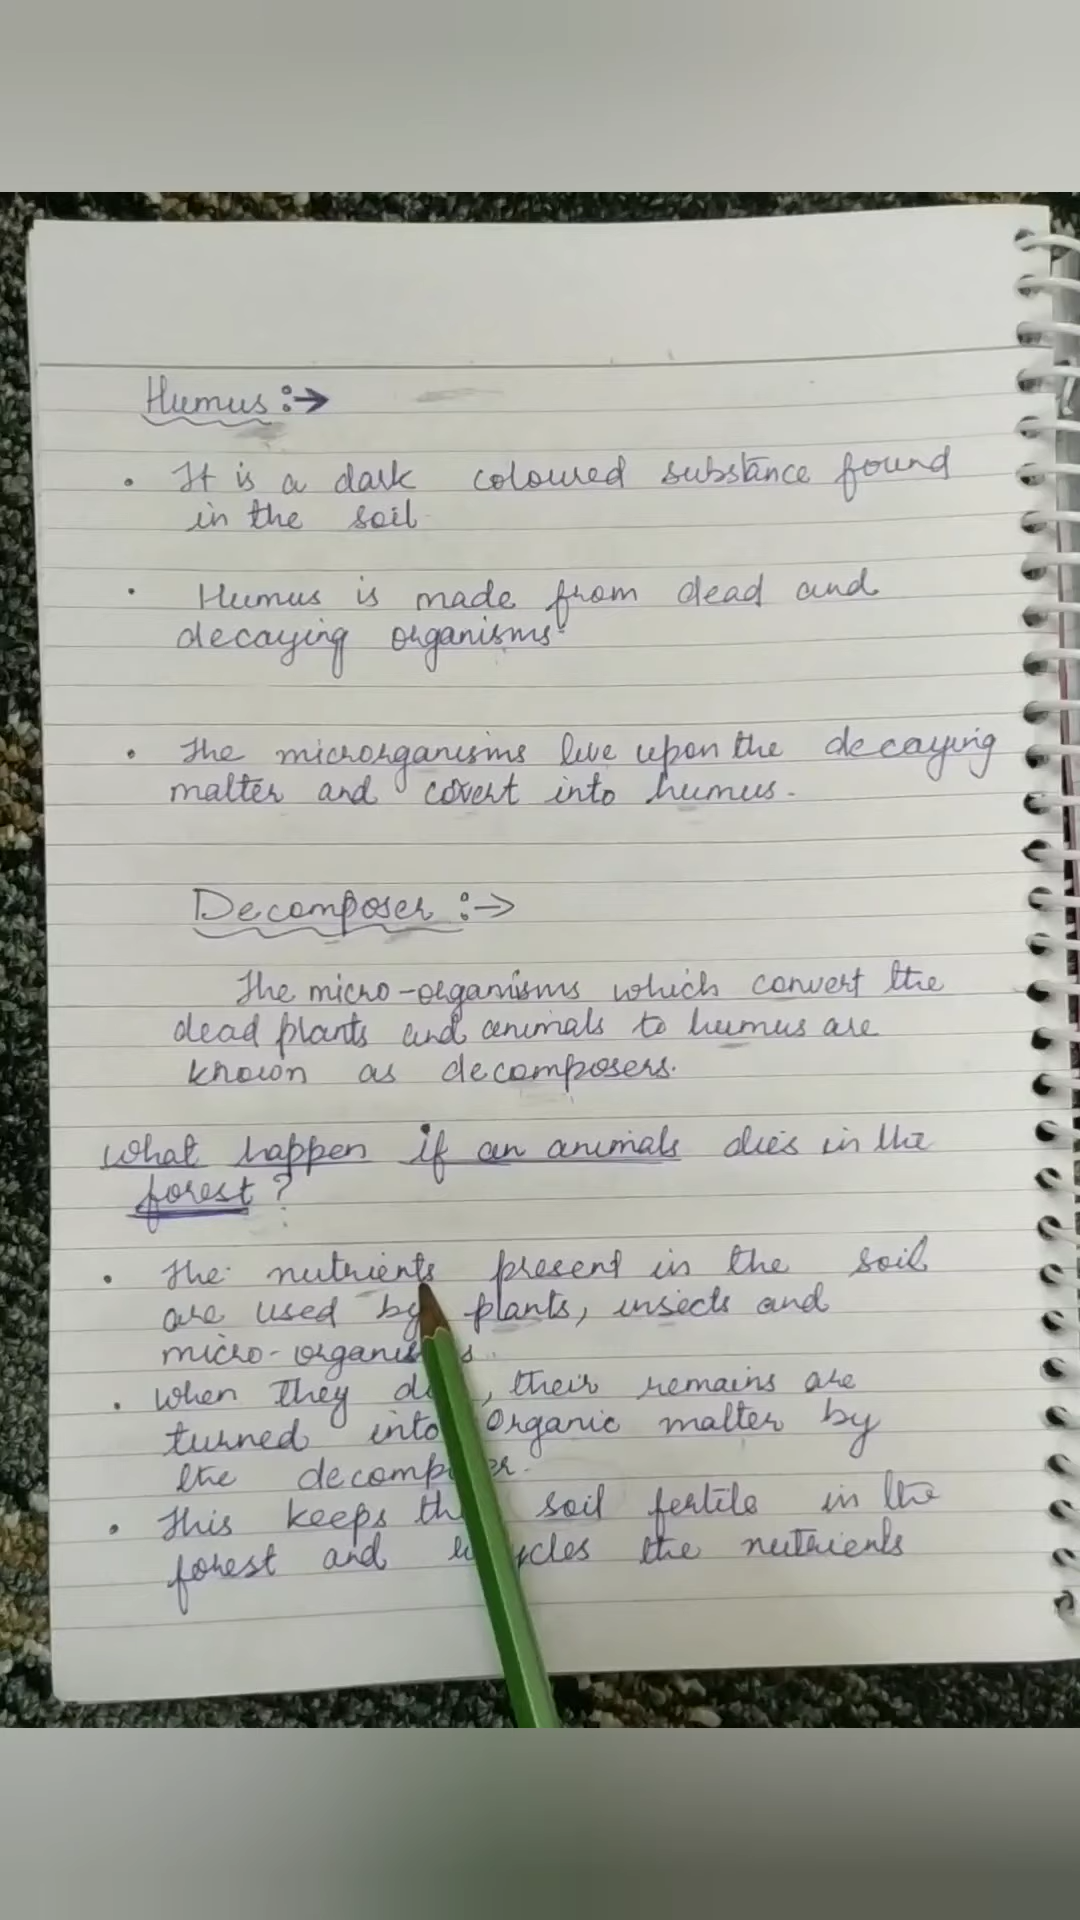 Humus :→
• It is a dark coloured substance found
in the soil
• Humus is made from dead and
decaying organisms
• The microrganisms live upon the decaying
matter and covert into humus.
Decomposer :→
The micro-organisms which convert the
dead plants and animals to humus are
known as decomposers.
What happen if an animals dies in the
forest ?
• The nutrients present in the soil
are used by plants, insects and
• When they , their remains are
turned into organic matter by
the
• This keeps soil fertile in the
forest and the nutrients